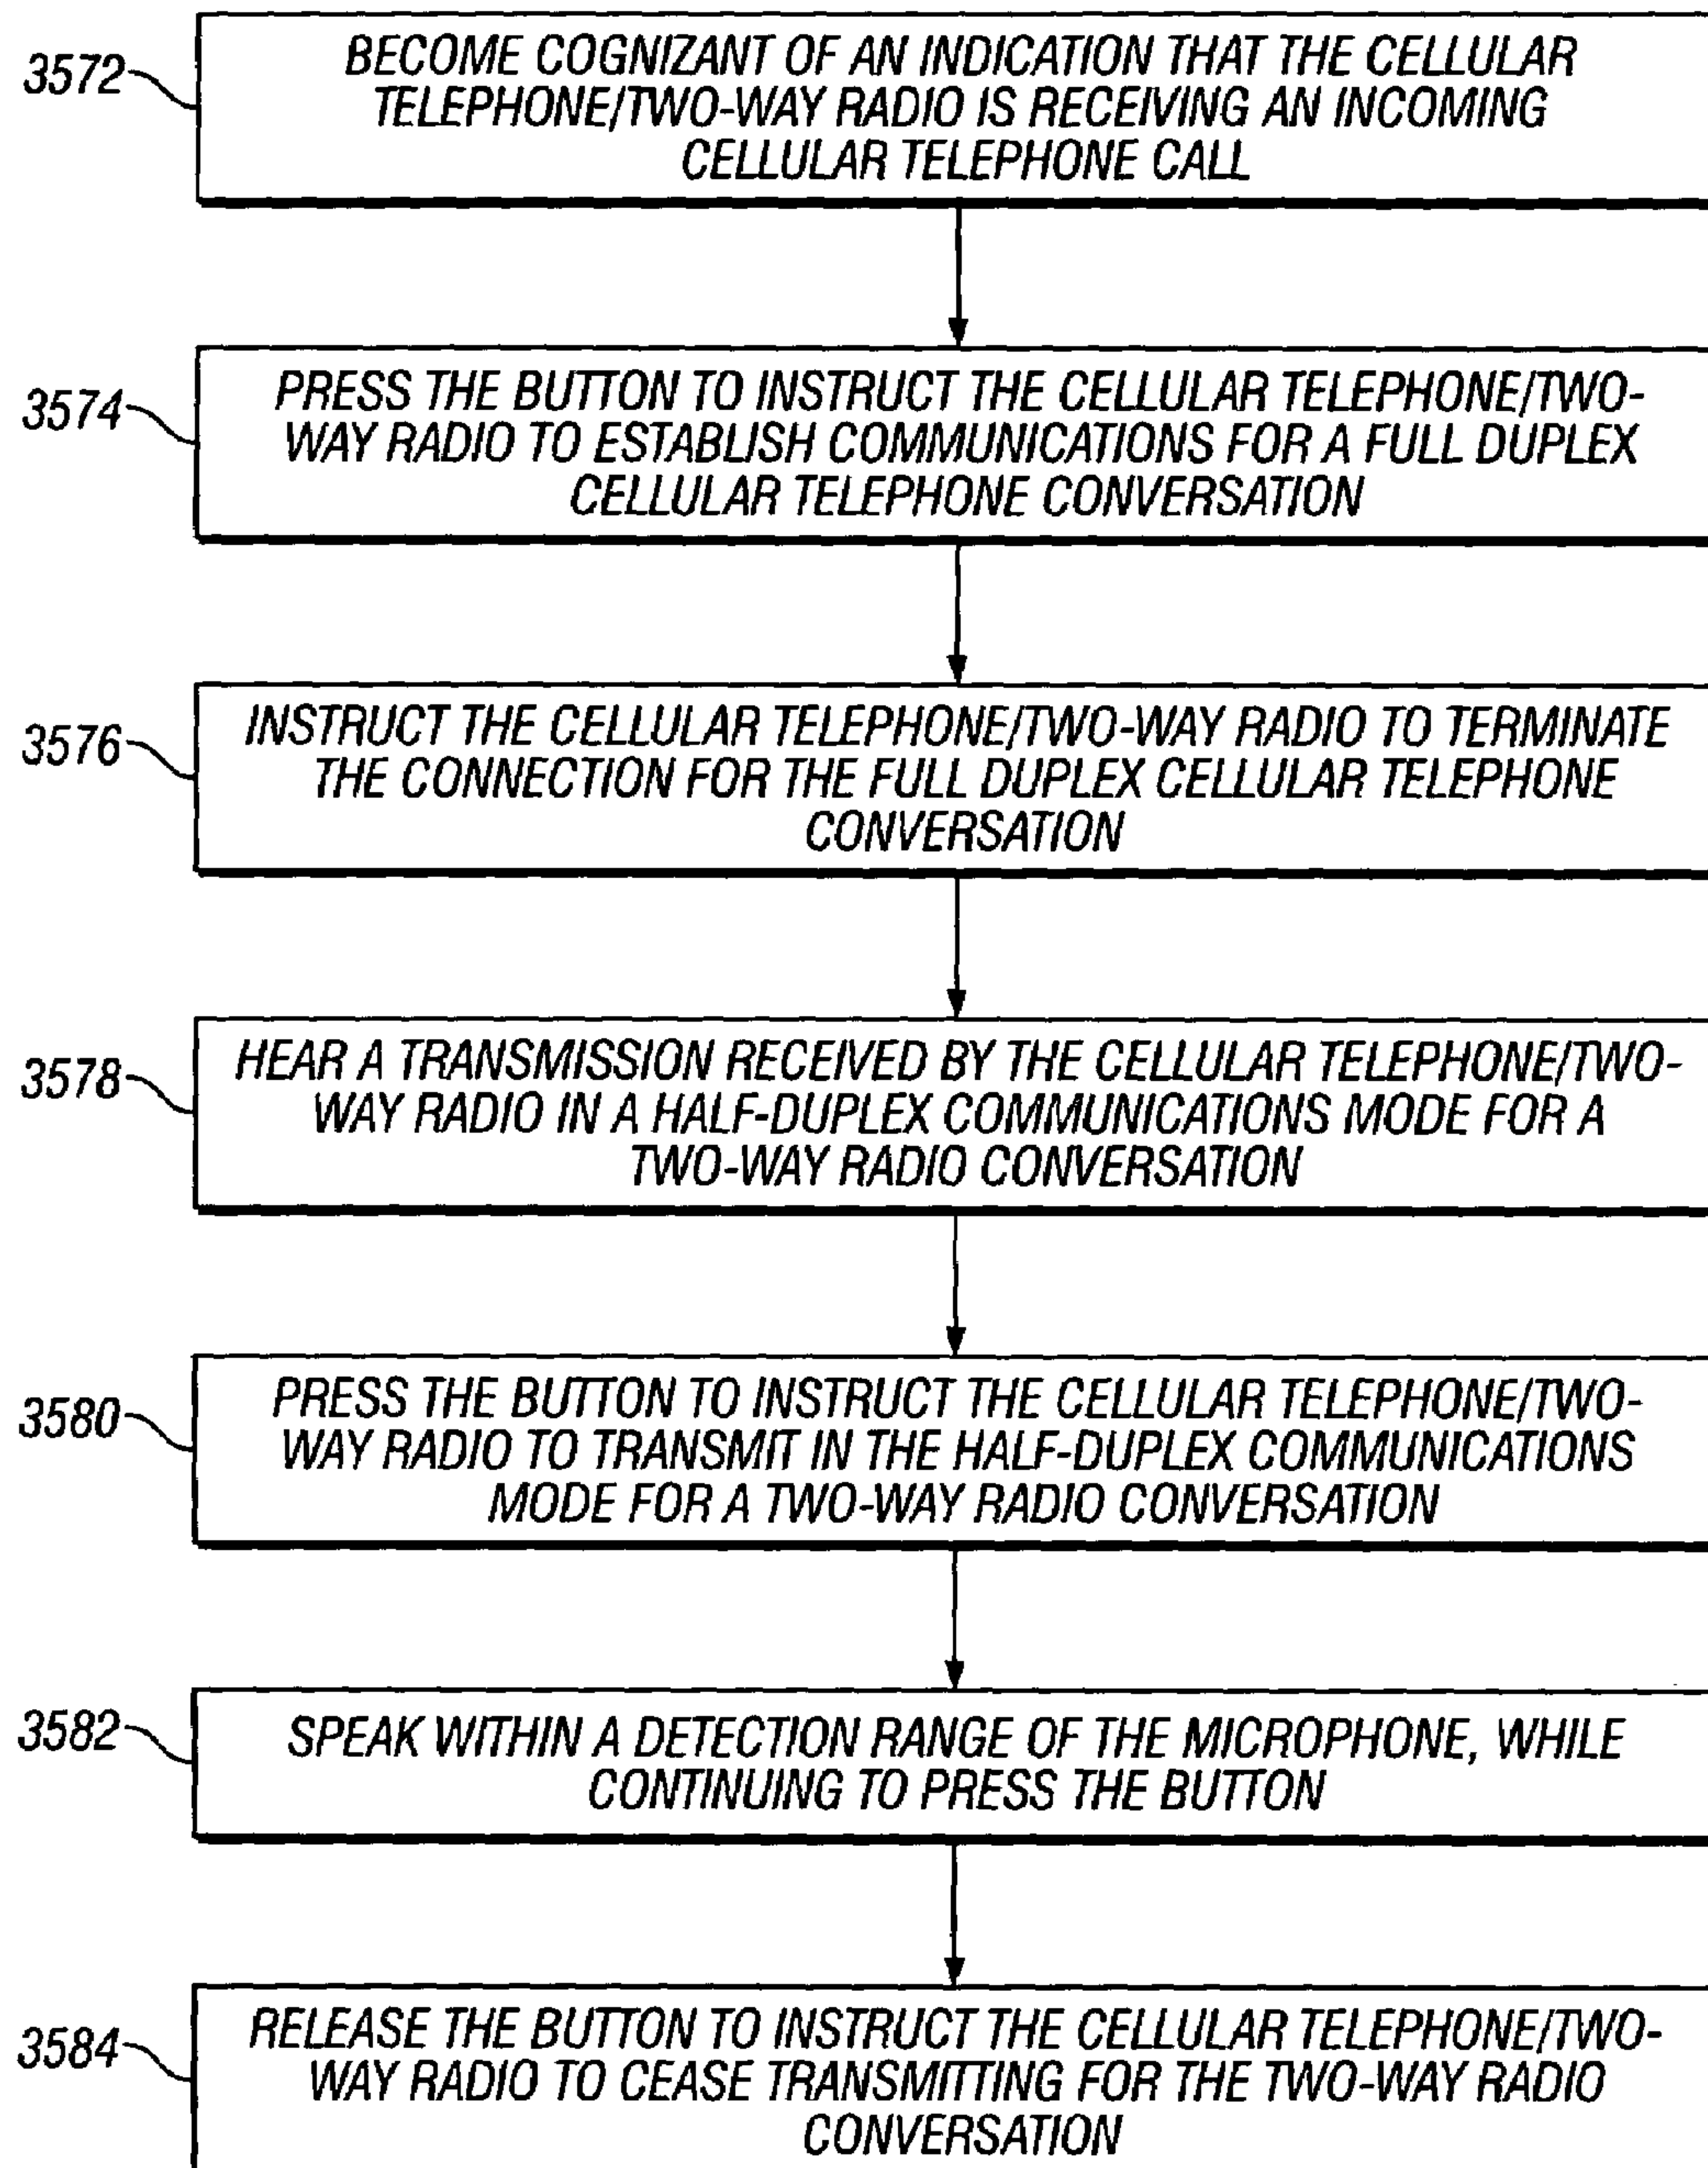 3572
BECOME COGNIZANT OF AN INDICATION THAT THE CELLULAR
TELEPHONE/TWO-WAY RADIO IS RECEIVING AN INCOMING
CELLULAR TELEPHONE CALL
3574
PRESS THE BUTTON TO INSTRUCT THE CELLULAR TELEPHONE/TWO-
WAY RADIO TO ESTABLISH COMMUNICATIONS FOR A FULL DUPLEX
CELLULAR TELEPHONE CONVERSATION
3576
INSTRUCT THE CELLULAR TELEPHONE/TWO-WAY RADIO TO TERMINATE
THE CONNECTION FOR THE FULL DUPLEX CELLULAR TELEPHONE
CONVERSATION
3578
HEAR A TRANSMISSION RECEIVED BY THE CELLULAR TELEPHONE/TWO-
WAY RADIO IN A HALF-DUPLEX COMMUNICATIONS MODE FOR A
TWO-WAY RADIO CONVERSATION
3580
PRESS THE BUTTON TO INSTRUCT THE CELLULAR TELEPHONE/TWO-
WAY RADIO TO TRANSMIT IN THE HALF-DUPLEX COMMUNICATIONS
MODE FOR A TWO-WAY RADIO CONVERSATION
3582
SPEAK WITHIN A DETECTION RANGE OF THE MICROPHONE, WHILE
CONTINUING TO PRESS THE BUTTON
3584
RELEASE THE BUTTON TO INSTRUCT THE CELLULAR TELEPHONE/TWO-
WAY RADIO TO CEASE TRANSMITTING FOR THE TWO-WAY RADIO
CONVERSATION